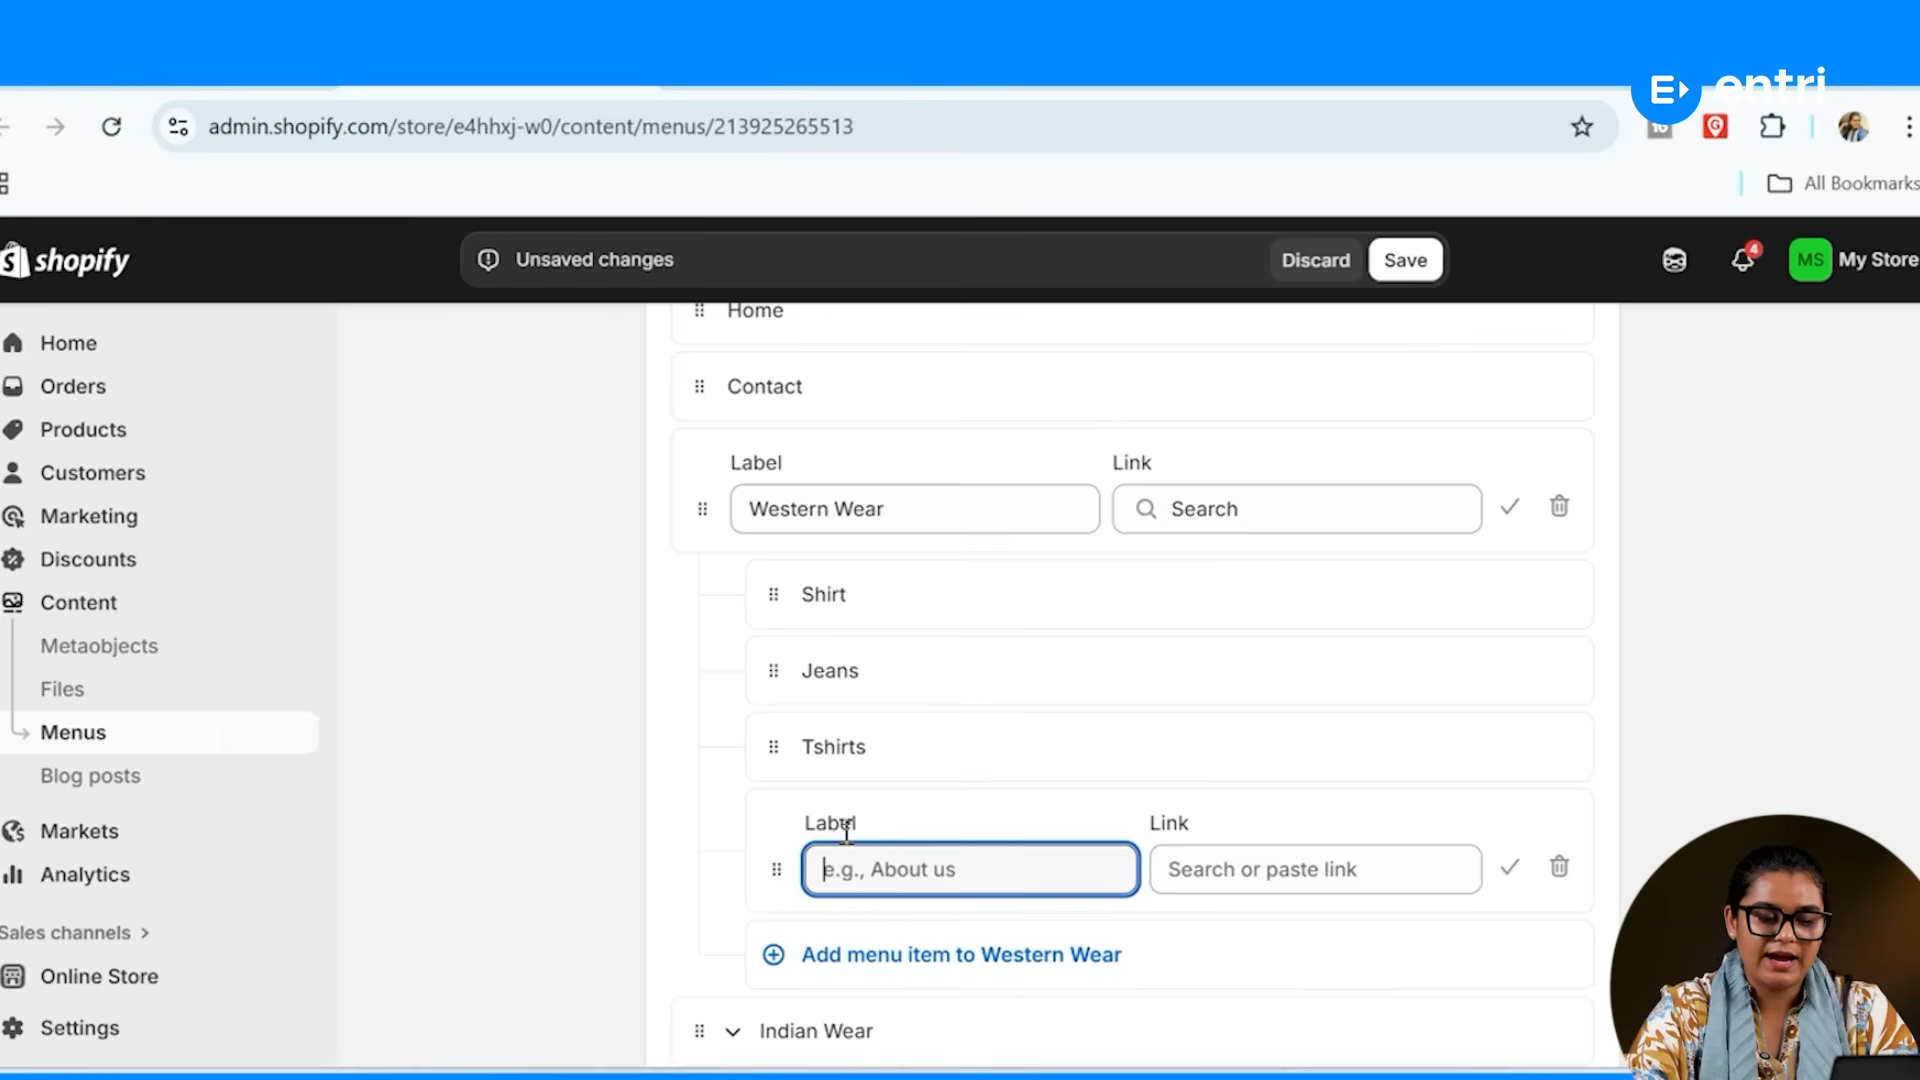 entri
admin.shopify.com/store/e4hhxj-w0/content/menus/213925265513
All Bookmarks
shopify
Unsaved changes
Discard
Save
4
MS
My Store
Home
Orders
Products
Customers
Marketing
Discounts
Content
Metaobjects
Files
Menus
Blog posts
Markets
Analytics
Sales channels
Online Store
Settings
Home
Contact
Label
Link
Western Wear
Search
Shirt
Jeans
Tshirts
Label
Link
e.g., About us
Search or paste link
Add menu item to Western Wear
Indian Wear